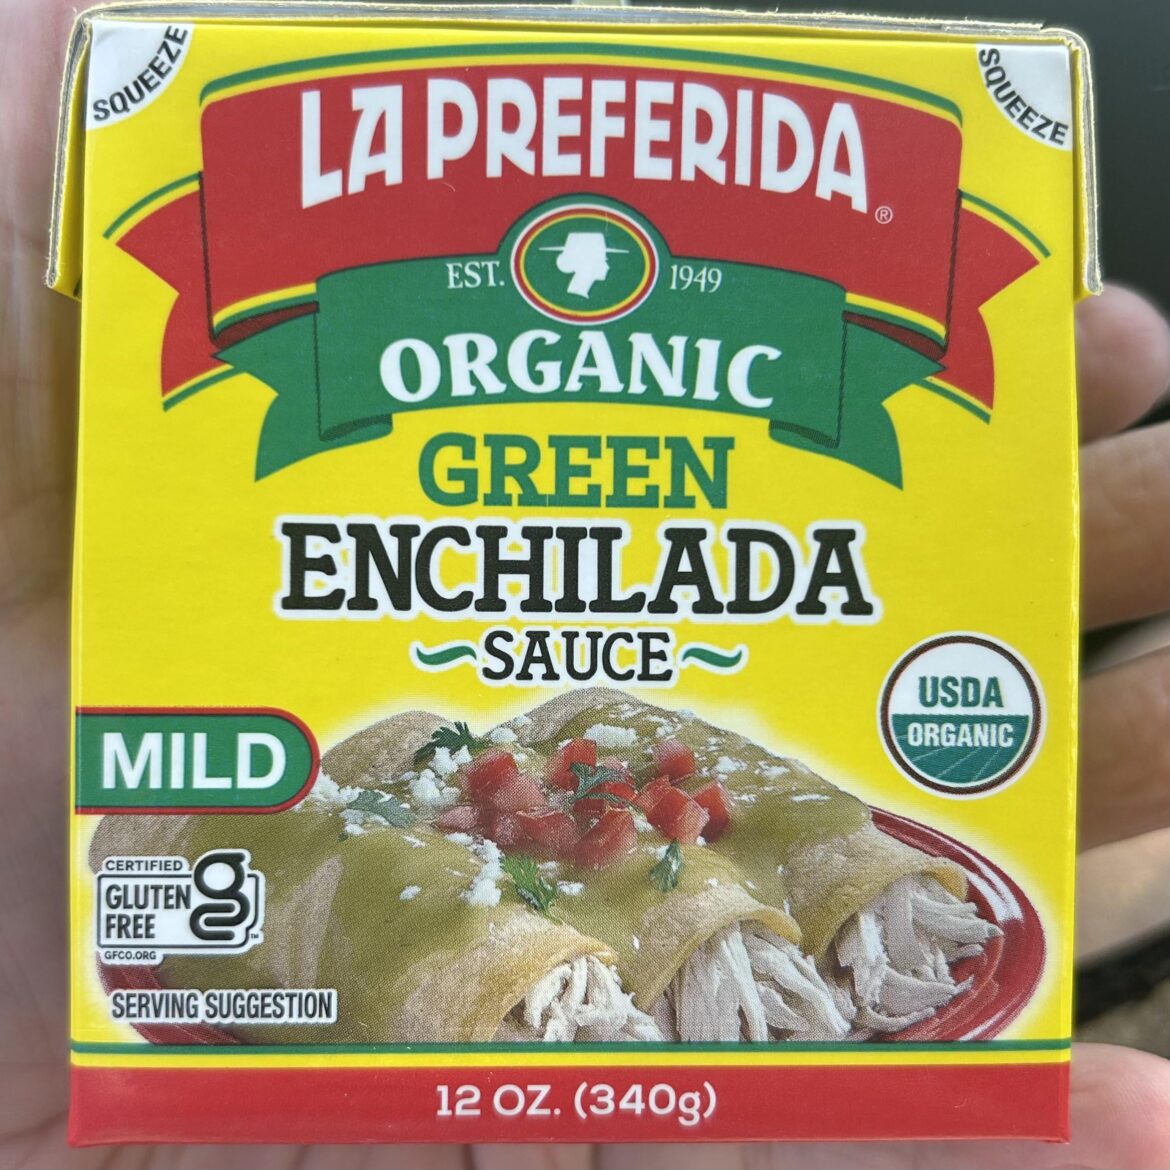 SQUEEZE
SQUEEZE
LA PREFERIDA®
EST. 1949
ORGANIC
GREEN
ENCHILADA
~SAUCE~
USDA
ORGANIC
MILD
CERTIFIED
GLUTEN
FREE
g™
GFCO.ORG
SERVING SUGGESTION
12 OZ. (340g)